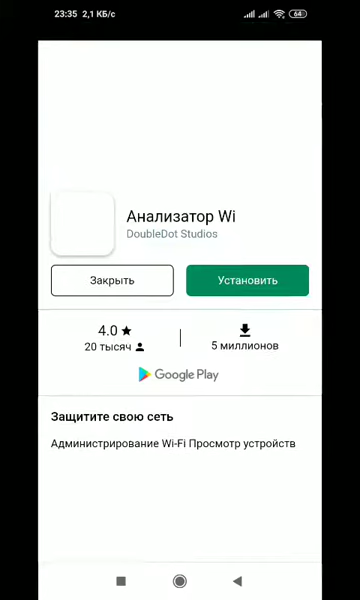 23:35 2,1 КБ/с
64
Анализатор Wi
DoubleDot Studios
Закрыть
Установить
4.0
20 тысяч
5 миллионов
Google Play
Защитите свою сеть
Администрирование Wi-Fi Просмотр устройств